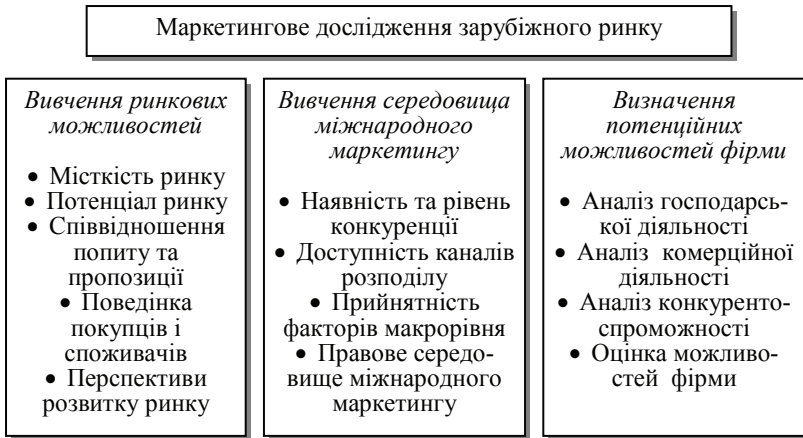 Маркетингове дослідження зарубіжного ринку
Вивчення ринкових
можливостей
• Місткість ринку
• Потенціал ринку
• Співвідношення
попиту та
пропозиції
• Поведінка
покупців і
споживачів
• Перспективи
розвитку ринку
Вивчення середовища
міжнародного
маркетингу
• Наявність та рівень
конкуренції
• Доступність каналів
розподілу
• Прийнятність
факторів макрорівня
• Правове середо-
вище міжнародного
маркетингу
Визначення
потенційних
можливостей фірми
• Аналіз господарсь-
кої діяльності
• Аналіз комерційної
діяльності
• Аналіз конкуренто-
спроможності
• Оцінка можливо-
стей фірми